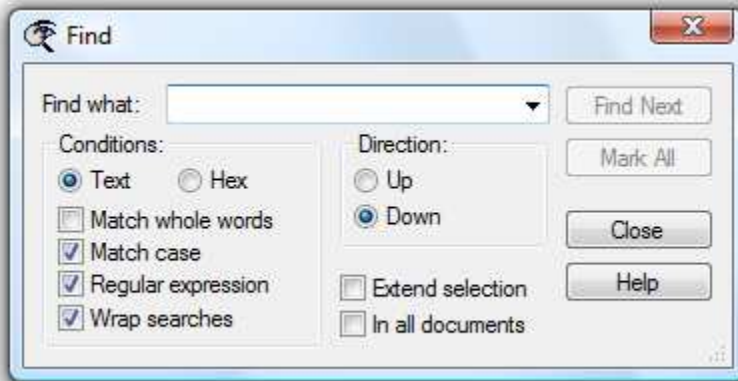 Find
Find what:
Find Next
Conditions:
Direction:
Mark All
Text Hex
Up
Match whole words
Down
Close
Match case
Regular expression
Extend selection
Help
Wrap searches
In all documents